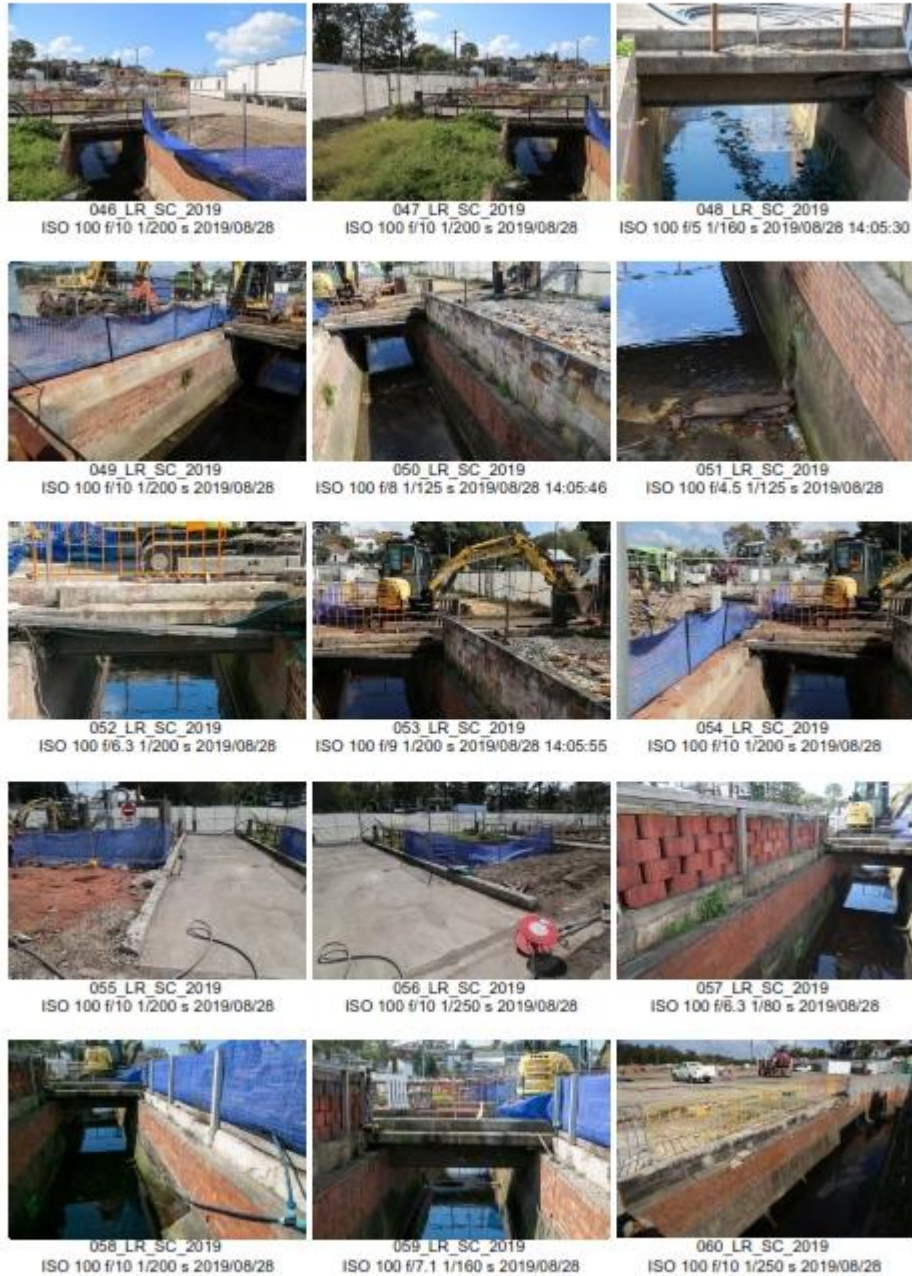 046_LR_SC_2019
ISO 100 f/10 1/200 s 2019/08/28
047_LR_SC_2019
ISO 100 f/10 1/200 s 2019/08/28
048_LR_SC_2019
ISO 100 f/5 1/160 s 2019/08/28 14:05:30
049_LR_SC_2019
ISO 100 f/10 1/200 s 2019/08/28
050_LR_SC_2019
ISO 100 f/8 1/125 s 2019/08/28 14:05:46
051_LR_SC_2019
ISO 100 f/4.5 1/125 s 2019/08/28
052_LR_SC_2019
ISO 100 f/6.3 1/200 s 2019/08/28
053_LR_SC_2019
ISO 100 f/9 1/200 s 2019/08/28 14:05:55
054_LR_SC_2019
ISO 100 f/10 1/200 s 2019/08/28
055_LR_SC_2019
ISO 100 f/10 1/200 s 2019/08/28
056_LR_SC_2019
ISO 100 f/10 1/250 s 2019/08/28
057_LR_SC_2019
ISO 100 f/6.3 1/80 s 2019/08/28
058_LR_SC_2019
ISO 100 f/10 1/200 s 2019/08/28
059_LR_SC_2019
ISO 100 f/7.1 1/160 s 2019/08/28
060_LR_SC_2019
ISO 100 f/10 1/250 s 2019/08/28